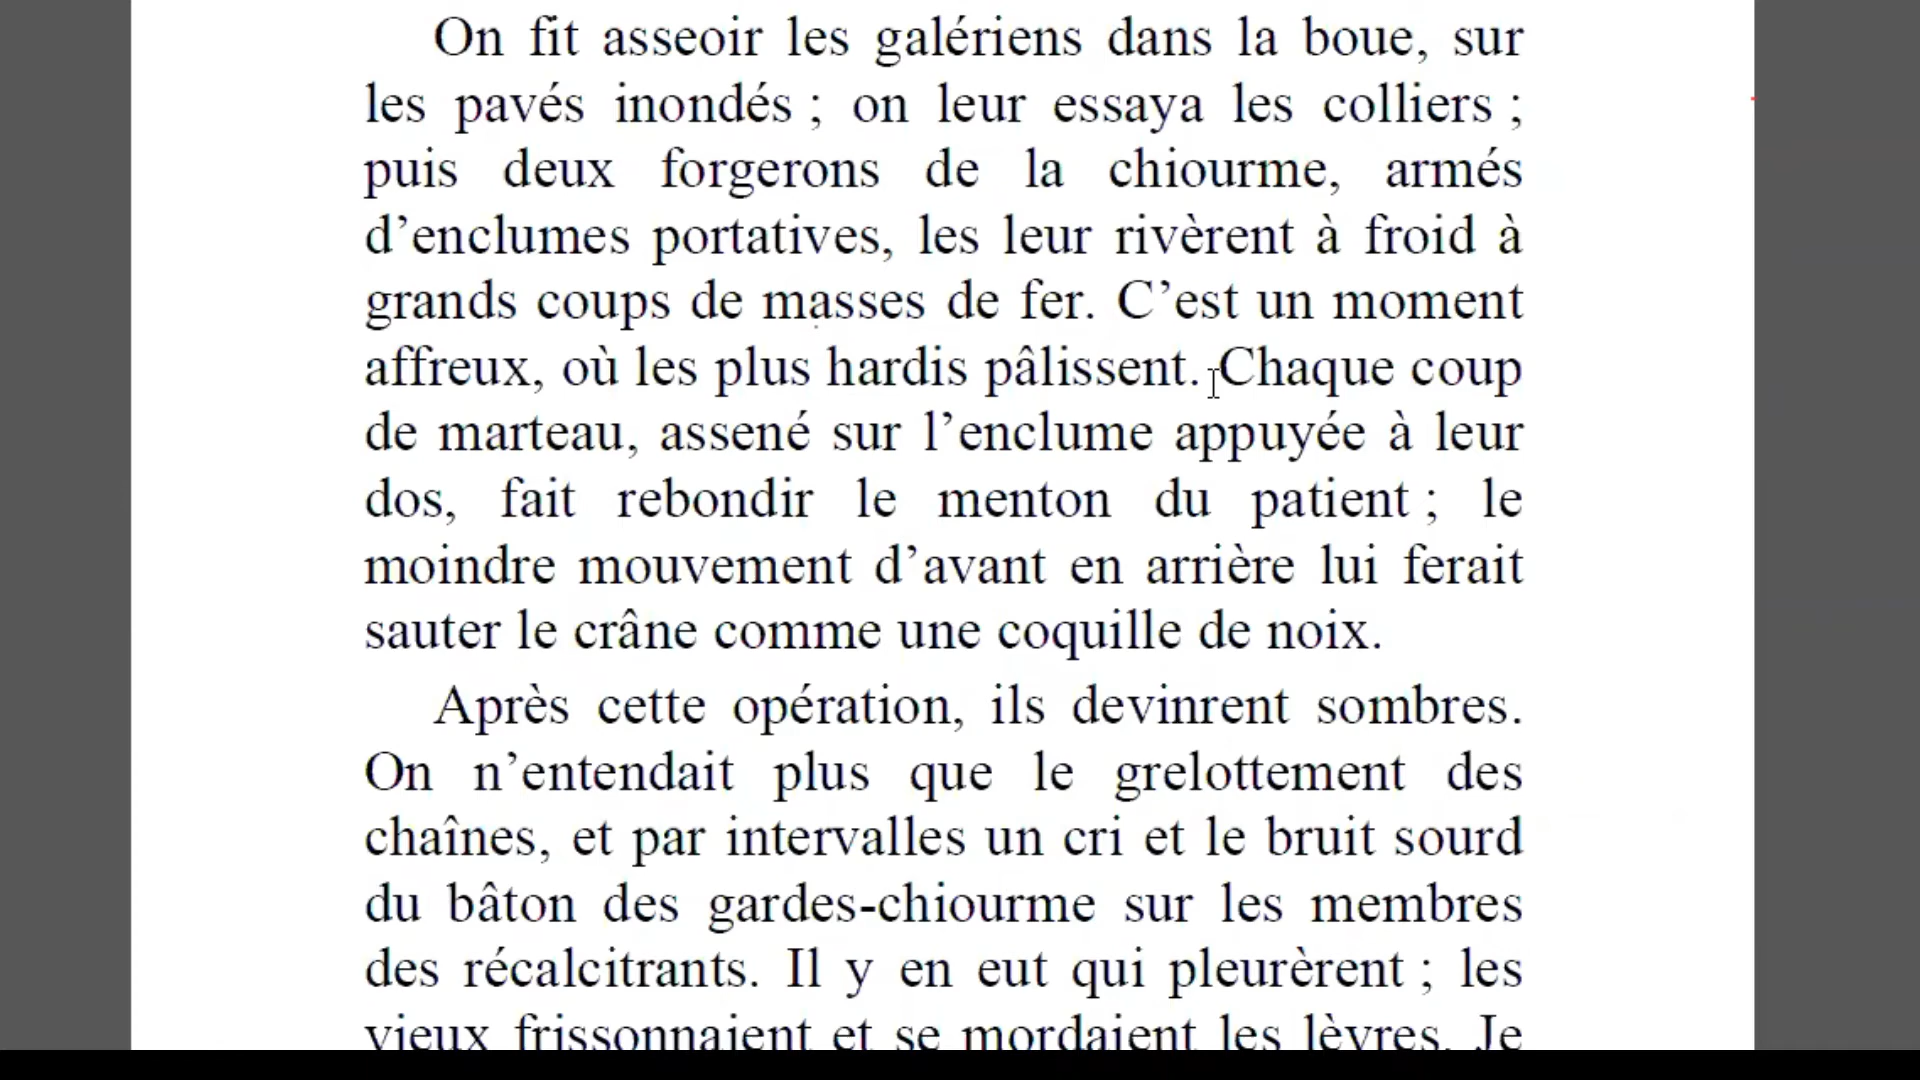 On fit asseoir les galériens dans la boue, sur
les pavés inondés ; on leur essaya les colliers ;
puis deux forgerons de la chiourme, armés
d’enclumes portatives, les leur rivèrent à froid à
grands coups de masses de fer. C’est un moment
affreux, où les plus hardis pâlissent. Chaque coup
de marteau, assené sur l’enclume appuyée à leur
dos, fait rebondir le menton du patient ; le
moindre mouvement d’avant en arrière lui ferait
sauter le crâne comme une coquille de noix.
Après cette opération, ils devinrent sombres.
On n’entendait plus que le grelottement des
chaînes, et par intervalles un cri et le bruit sourd
du bâton des gardes-chiourme sur les membres
des récalcitrants. Il y en eut qui pleurèrent ; les
vieux frissonnaient et se mordaient les lèvres. Je